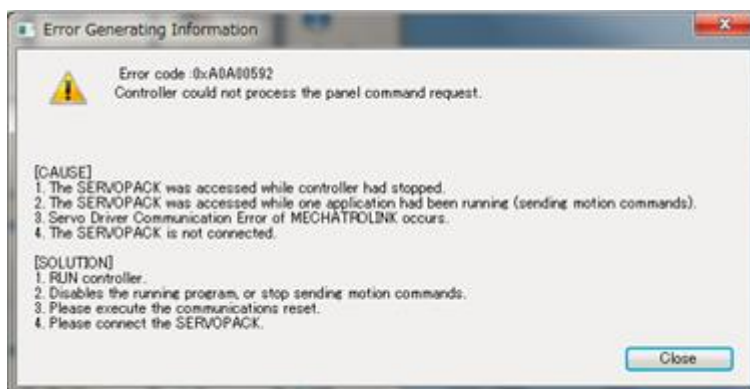 Error Generating Information
Error code :0xA0A00592
Controller could not process the panel command request.
[CAUSE]
1. The SERVOPACK was accessed while controller had stopped.
2. The SERVOPACK was accessed while one application had been running (sending motion commands).
3. Servo Driver Communication Error of MECHATROLINK occurs.
4. The SERVOPACK is not connected.
[SOLUTION]
1. RUN controller.
2. Disables the running program, or stop sending motion commands.
3. Please execute the communications reset.
4. Please connect the SERVOPACK.
Close